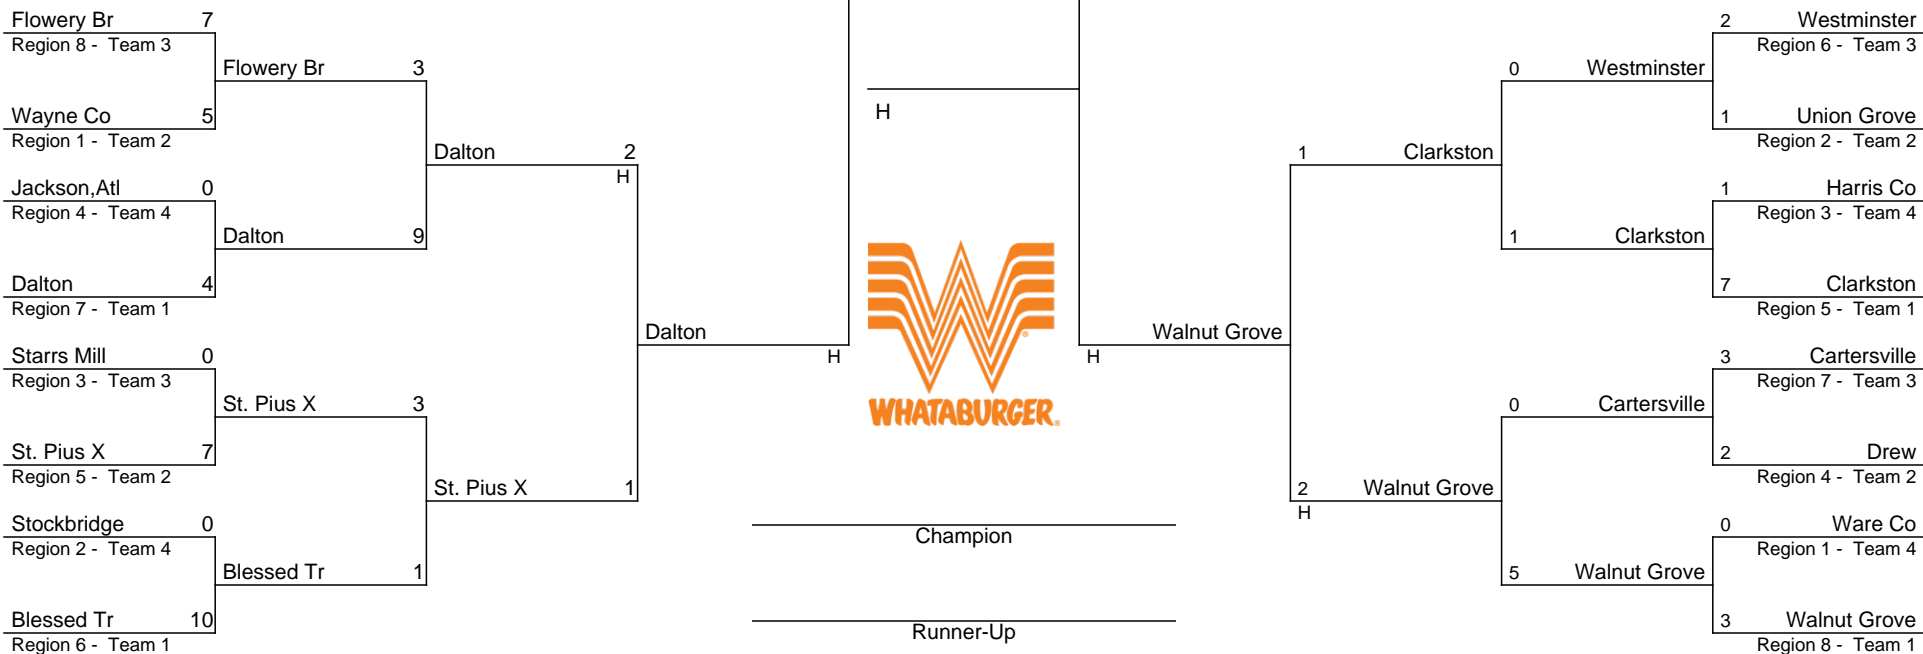 Flowery Br 7
Region 8 - Team 3
Flowery Br 3
Wayne Co 5
Region 1 - Team 2
Dalton 2
H
Jackson,Atl 0
Region 4 - Team 4
Dalton 9
Dalton 4
Region 7 - Team 1
Dalton
H
Starrs Mill 0
Region 3 - Team 3
St. Pius X 3
St. Pius X 7
Region 5 - Team 2
St. Pius X 1
Stockbridge 0
Region 2 - Team 4
Blessed Tr 1
Blessed Tr 10
Region 6 - Team 1
H
WHATABURGER®
Champion
Runner-Up
2 Westminster
Region 6 - Team 3
0 Westminster
1 Union Grove
Region 2 - Team 2
1 Clarkston
1 Harris Co
Region 3 - Team 4
1 Clarkston
7 Clarkston
Region 5 - Team 1
Walnut Grove
H
3 Cartersville
Region 7 - Team 3
0 Cartersville
2 Drew
Region 4 - Team 2
2 Walnut Grove
H
0 Ware Co
Region 1 - Team 4
5 Walnut Grove
3 Walnut Grove
Region 8 - Team 1